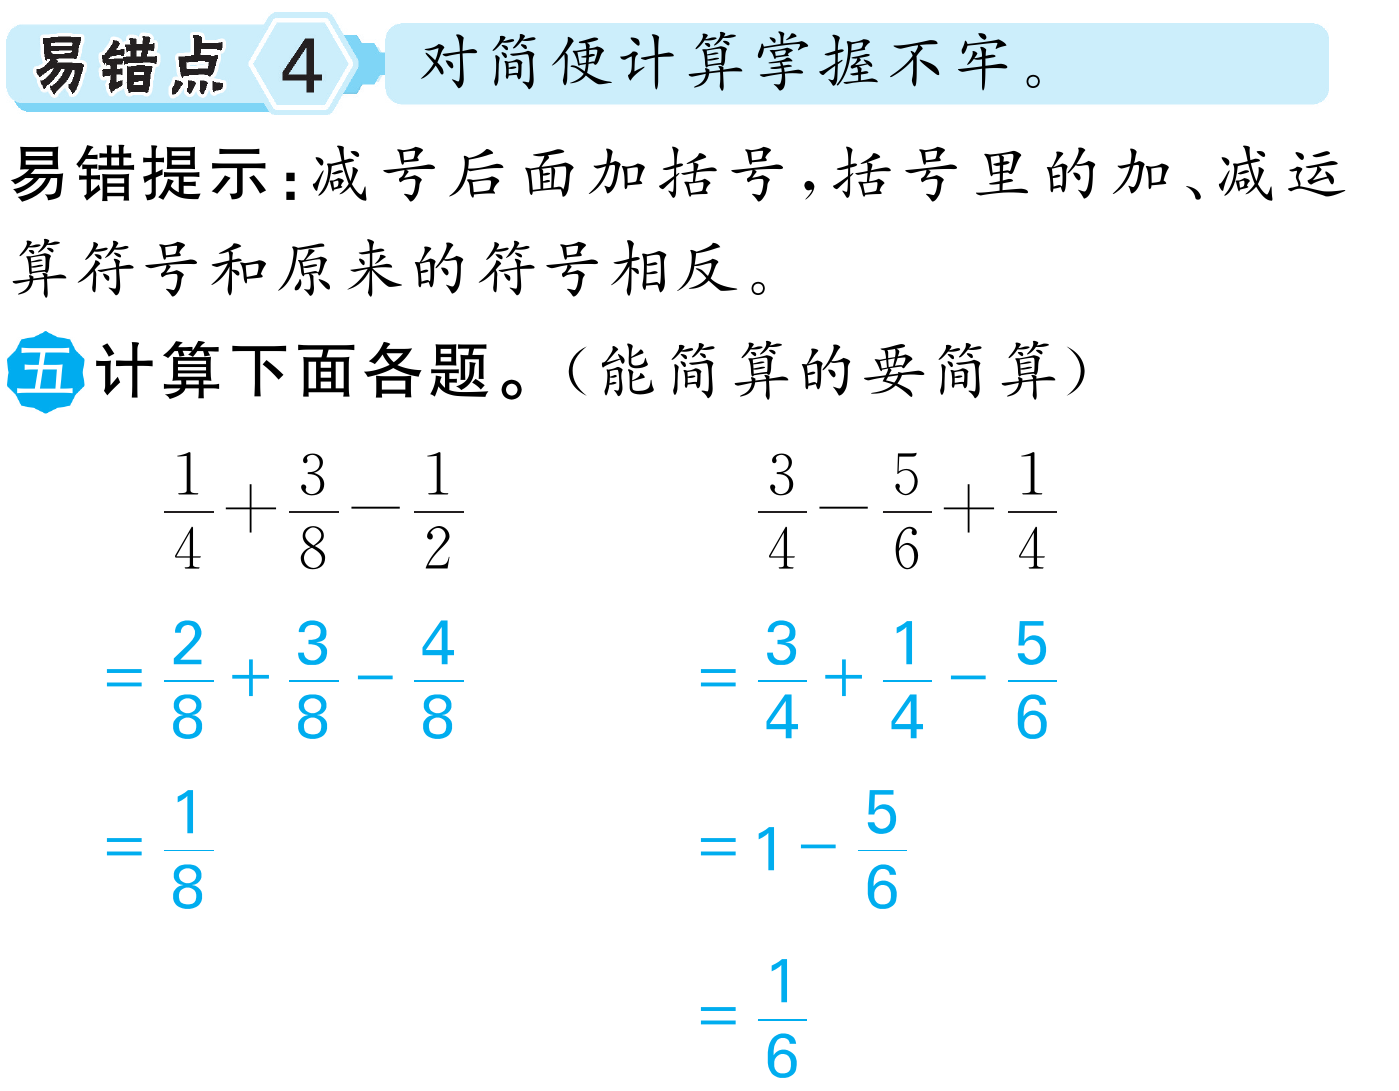 易错点 4 对简便计算掌握不牢。
易错提示:减号后面加括号,括号里的加、减运
算符号和原来的符号相反。
五 计算下面各题。(能简算的要简算)
1/4 + 3/8 − 1/2    3/4 − 5/6 + 1/4
= 2/8 + 3/8 − 4/8    = 3/4 + 1/4 − 5/6
= 1/8    = 1 − 5/6
= 1/6